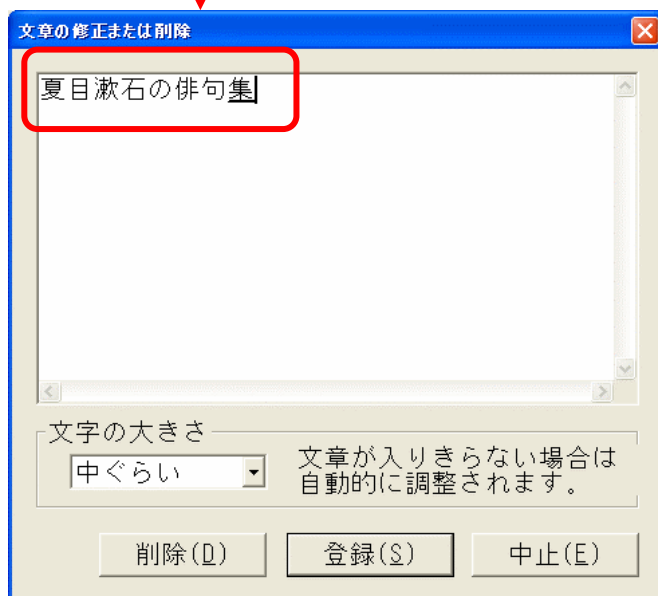 文章の修正または削除
夏目漱石の俳句集
文字の大きさ
中ぐらい
文章が入りきらない場合は
自動的に調整されます。
削除(D)
登録(S)
中止(E)